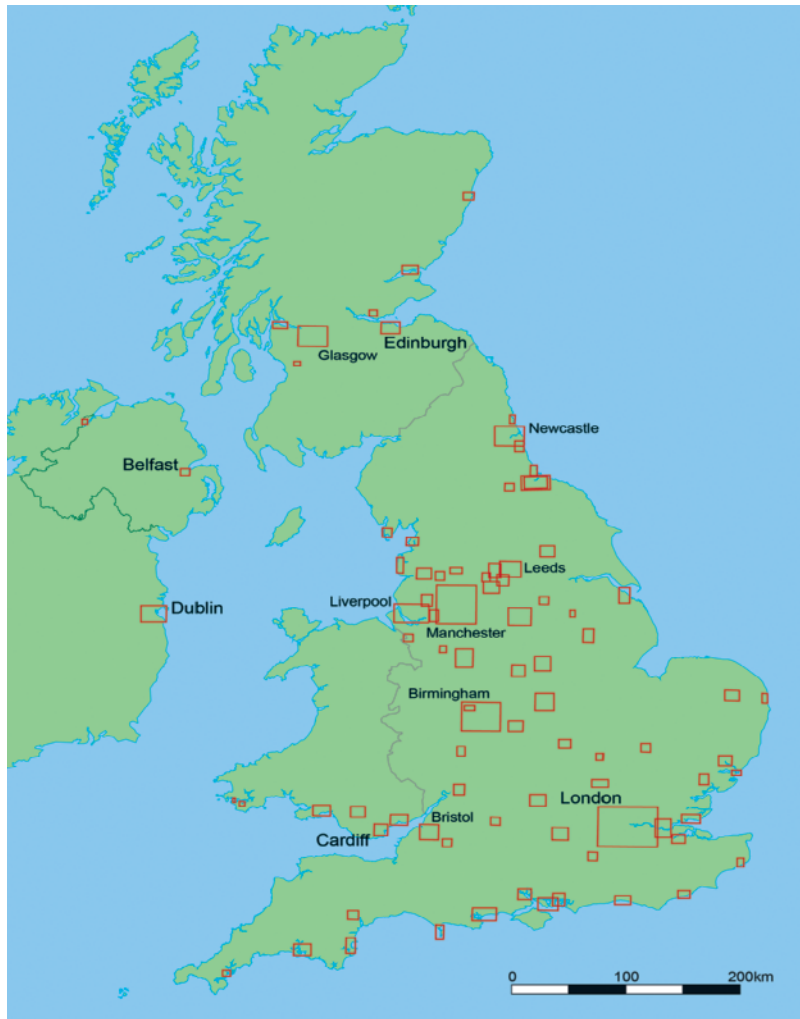 Edinburgh
Glasgow
Newcastle
Belfast
Leeds
Liverpool
Dublin
Manchester
Birmingham
London
Bristol
Cardiff
0 100 200km